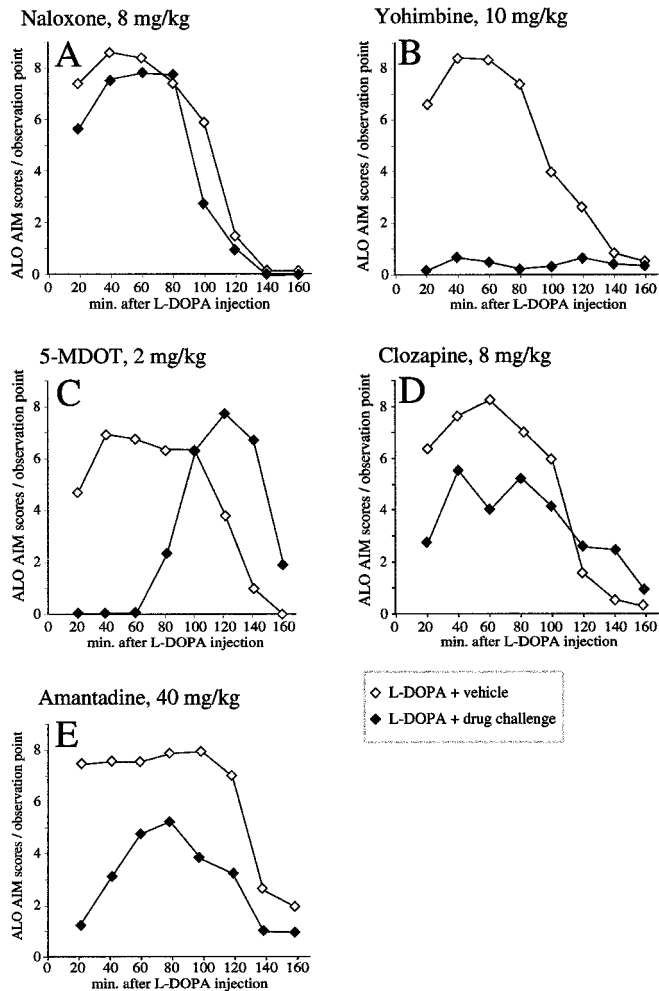 Naloxone, 8 mg/kg
A
ALO AIM scores / observation point
8
6
4
2
0
0 20 40 60 80 100 120 140 160
min. after L-DOPA injection
Yohimbine, 10 mg/kg
B
ALO AIM scores / observation point
8
6
4
2
0
0 20 40 60 80 100 120 140 160
min. after L-DOPA injection
5-MDOT, 2 mg/kg
C
ALO AIM scores / observation point
8
6
4
2
0
0 20 40 60 80 100 120 140 160
min. after L-DOPA injection
Clozapine, 8 mg/kg
D
ALO AIM scores / observation point
8
6
4
2
0
0 20 40 60 80 100 120 140 160
min. after L-DOPA injection
L-DOPA + vehicle
L-DOPA + drug challenge
Amantadine, 40 mg/kg
E
ALO AIM scores / observation point
8
6
4
2
0
0 20 40 60 80 100 120 140 160
min. after L-DOPA injection